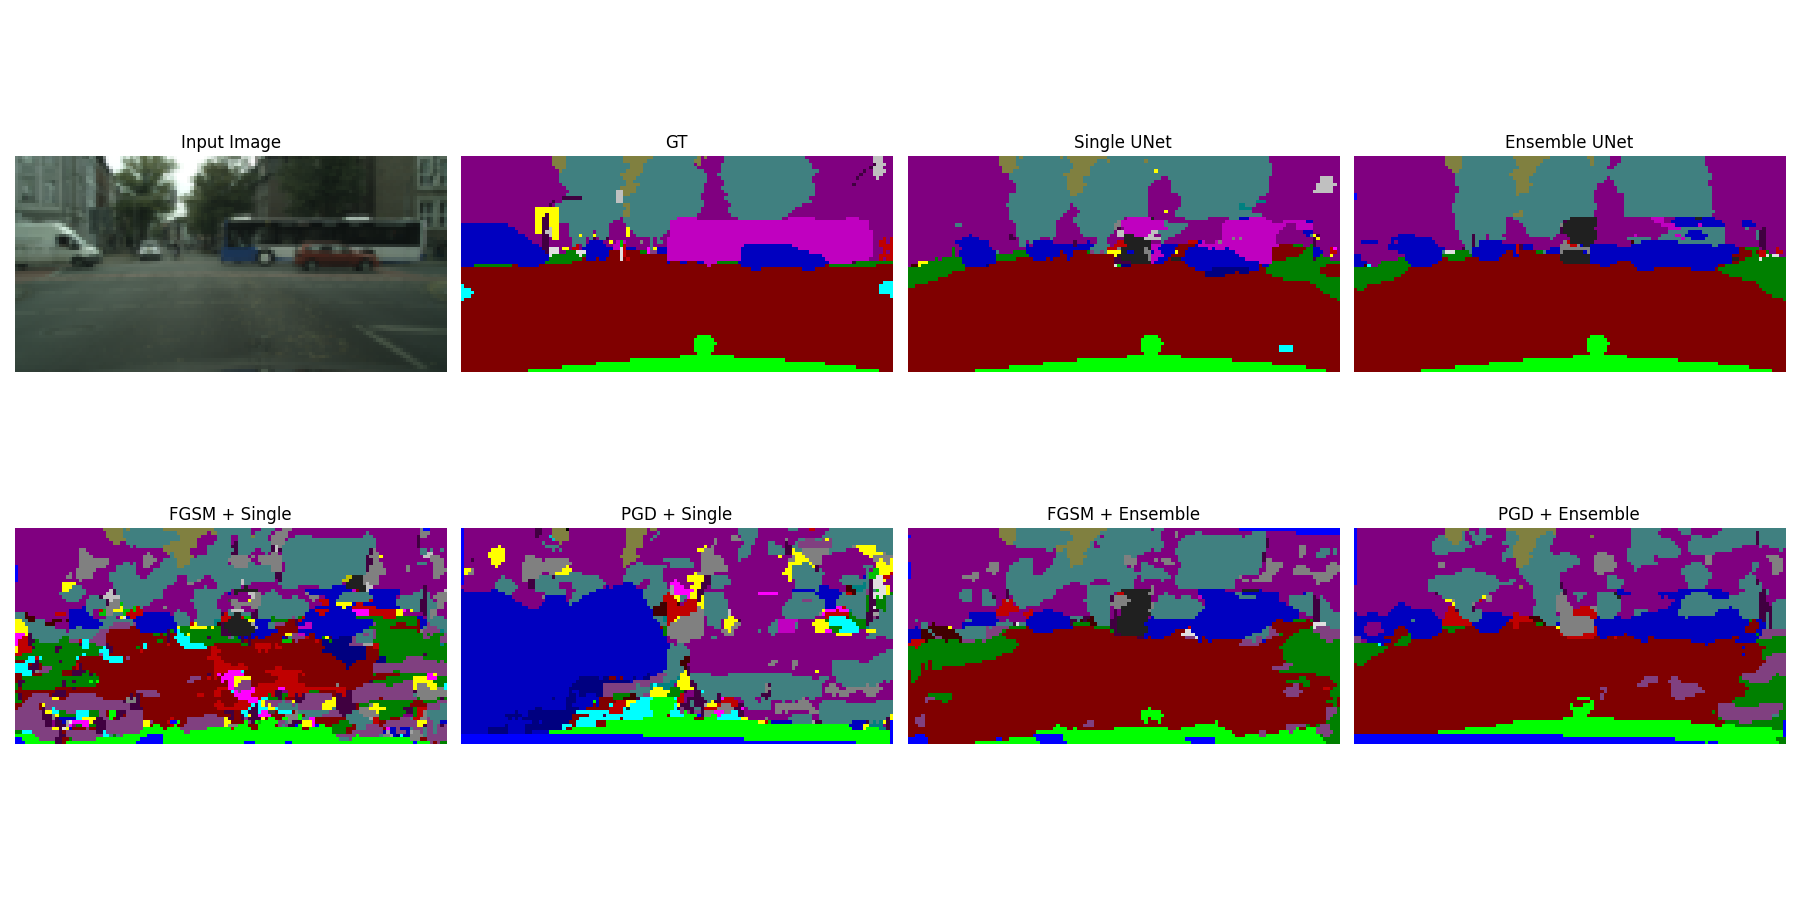 Input Image
GT
Single UNet
Ensemble UNet
FGSM + Single
PGD + Single
FGSM + Ensemble
PGD + Ensemble